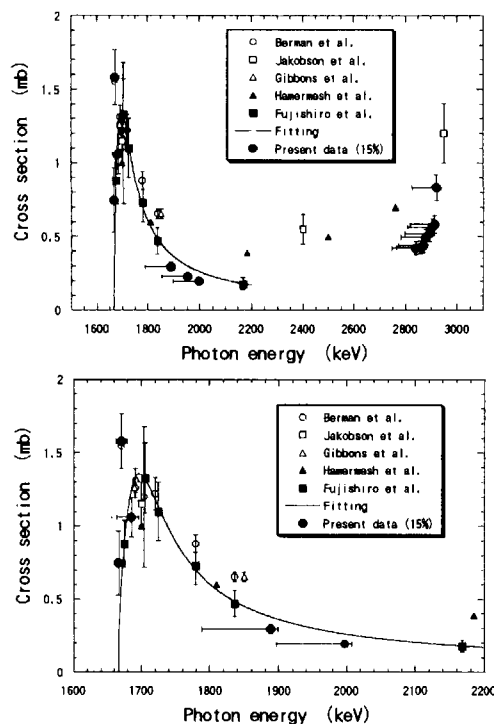 2
1.5
1
0.5
0
Cross section (mb)
Berman et al.
Jakobson et al.
Gibbons et al.
Hamermesh et al.
Fujishiro et al.
Fitting
Present data (15%)
1600 1800 2000 2200 2400 2600 2800 3000
Photon energy (keV)
2
1.5
1
0.5
0
Cross section (mb)
Berman et al.
Jakobson et al.
Gibbons et al.
Hamermesh et al.
Fujishiro et al.
Fitting
Present data (15%)
1600 1700 1800 1900 2000 2100 2200
Photon energy (keV)